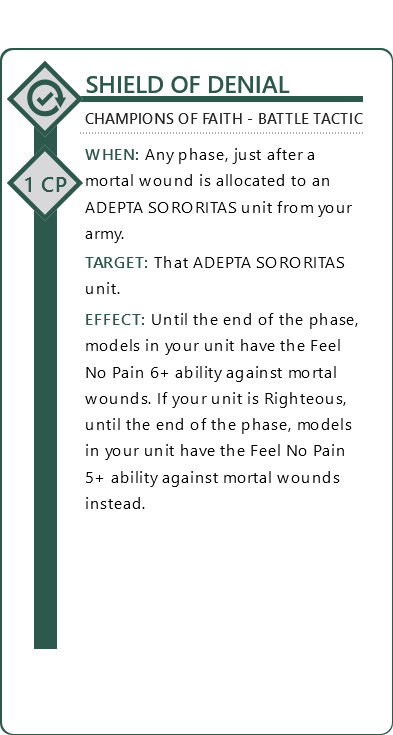 SHIELD OF DENIAL
CHAMPIONS OF FAITH - BATTLE TACTIC
1 CP
WHEN: Any phase, just after a
mortal wound is allocated to an
ADEPTA SORORITAS unit from your
army.
TARGET: That ADEPTA SORORITAS
unit.
EFFECT: Until the end of the phase,
models in your unit have the Feel
No Pain 6+ ability against mortal
wounds. If your unit is Righteous,
until the end of the phase, models
in your unit have the Feel No Pain
5+ ability against mortal wounds
instead.